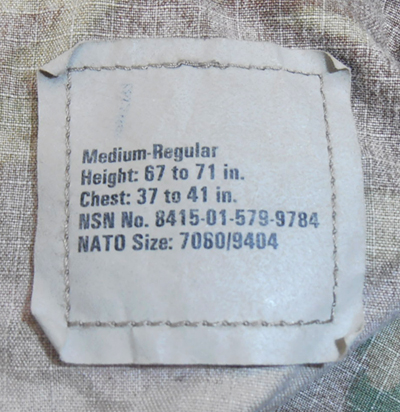 Medium-Regular
Height: 67 to 71 in.
Chest: 37 to 41 in.
NSN No. 8415-01-579-9784
NATO Size: 7080/9404